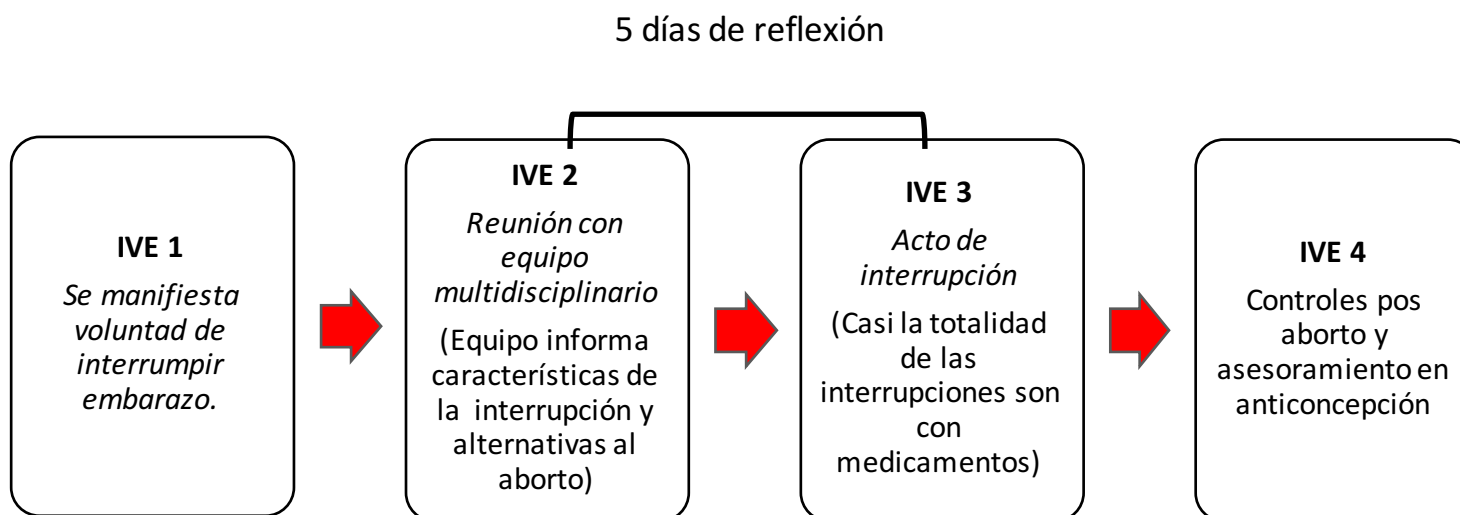 5 días de reflexión
IVE 1
Se manifiesta
voluntad de
interrumpir
embarazo.
IVE 2
Reunión con
equipo
multidisciplinario
(Equipo informa
características de
la interrupción y
alternativas al
aborto)
IVE 3
Acto de
interrupción
(Casi la totalidad
de las
interrupciones son
con
medicamentos)
IVE 4
Controles pos
aborto y
asesoramiento en
anticoncepción